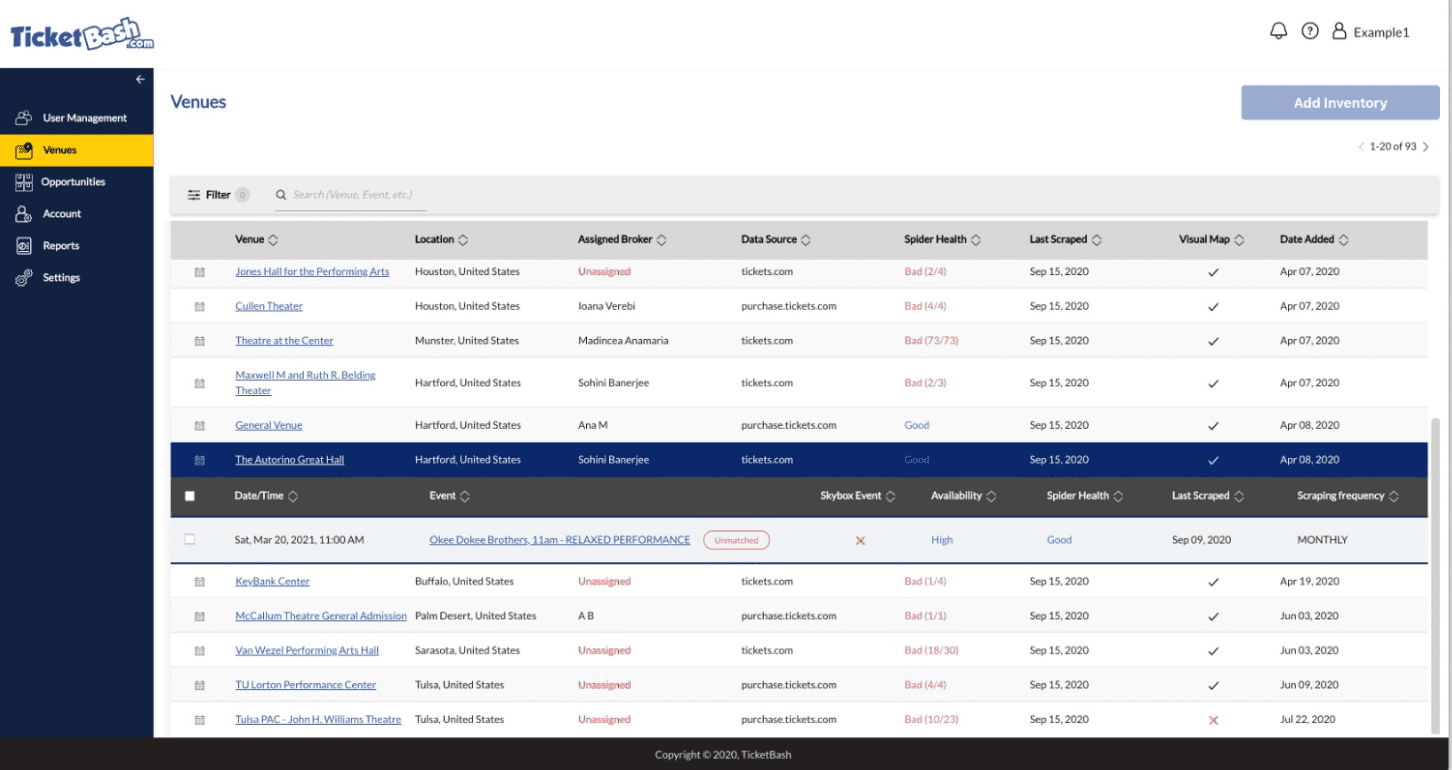 TicketBash.com
Example1
User Management
Venues
Opportunities
Account
Reports
Settings
Venues
Add Inventory
1-20 of 93
Filter 0 Search (Venue, Event, etc.)
Venue Location Assigned Broker Data Source Spider Health Last Scraped Visual Map Date Added
Jones Hall for the Performing Arts Houston, United States Unassigned tickets.com Bad (2/4) Sep 15, 2020 Apr 07, 2020
Cullen Theater Houston, United States Ioana Verebi purchase.tickets.com Bad (4/4) Sep 15, 2020 Apr 07, 2020
Theatre at the Center Munster, United States Madincea Anamaria tickets.com Bad (73/73) Sep 15, 2020 Apr 07, 2020
Maxwell M and Ruth R. Belding
Theater Hartford, United States Sohini Banerjee tickets.com Bad (2/3) Sep 15, 2020 Apr 07, 2020
General Venue Hartford, United States Ana M purchase.tickets.com Good Sep 15, 2020 Apr 08, 2020
The Autorino Great Hall Hartford, United States Sohini Banerjee tickets.com Good Sep 15, 2020 Apr 08, 2020
Date/Time Event Skybox Event Availability Spider Health Last Scraped Scraping frequency
Sat, Mar 20, 2021, 11:00 AM Okee Dokee Brothers, 11am - RELAXED PERFORMANCE Unmatched High Good Sep 09, 2020 MONTHLY
KeyBank Center Buffalo, United States Unassigned tickets.com Bad (1/4) Sep 15, 2020 Apr 19, 2020
McCallum Theatre General Admission Palm Desert, United States A B purchase.tickets.com Bad (1/1) Sep 15, 2020 Jun 03, 2020
Van Wezel Performing Arts Hall Sarasota, United States Unassigned tickets.com Bad (18/30) Sep 15, 2020 Jun 03, 2020
TU Lorton Performance Center Tulsa, United States Unassigned purchase.tickets.com Bad (4/4) Sep 15, 2020 Jun 09, 2020
Tulsa PAC - John H. Williams Theatre Tulsa, United States Unassigned purchase.tickets.com Bad (10/23) Sep 15, 2020 Jul 22, 2020
Copyright © 2020, TicketBash